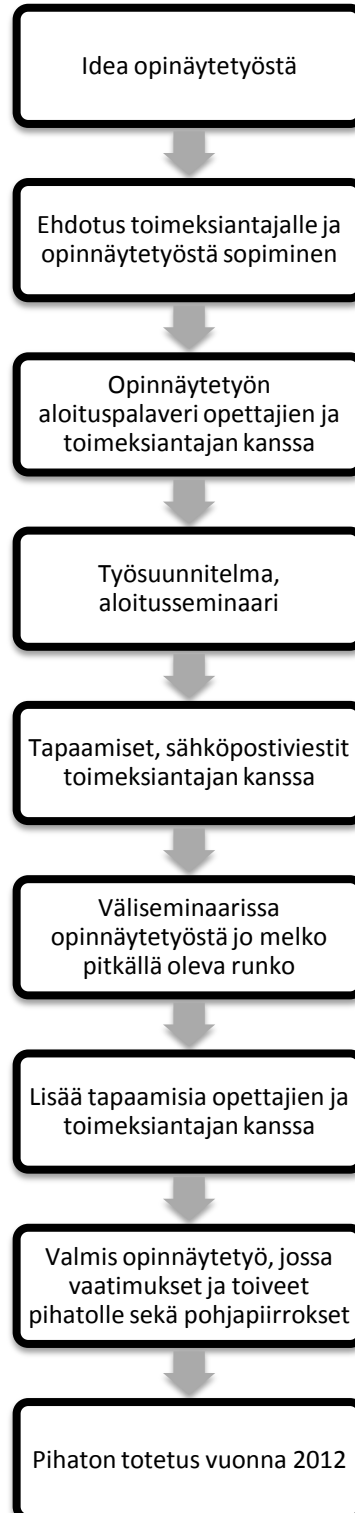 Idea opinäytetyöstä
Ehdotus toimeksiantajalle ja
opinnäytetyöstä sopiminen
Opinnäytetyön
aloituspalaveri opettajien ja
toimeksiantajan kanssa
Työsuunnitelma,
aloitusseminaari
Tapaamiset, sähköpostiviestit
toimeksiantajan kanssa
Väliseminaarissa
opinnäytetyöstä jo melko
pitkällä oleva runko
Lisää tapaamisia opettajien ja
toimeksiantajan kanssa
Valmis opinnäytetyö, jossa
vaatimukset ja toiveet
pihatolle sekä pohjapiirrokset
Pihaton totetus vuonna 2012